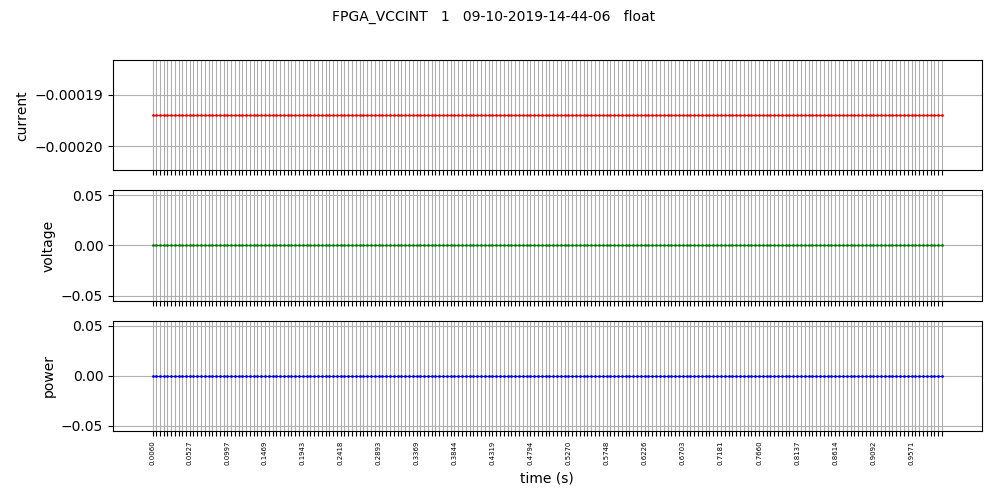 FPGA_VCCINT 1 09-10-2019-14-44-06 float
current
−0.00019
−0.00020
voltage
0.05
0.00
−0.05
power
0.05
0.00
−0.05
0.0060 0.0527 0.0997 0.1469 0.1943 0.2418 0.2893 0.3369 0.3844 0.4319 0.4794 0.5270 0.5748 0.6226 0.6703 0.7181 0.7660 0.8137 0.8614 0.9092 0.9571
time (s)